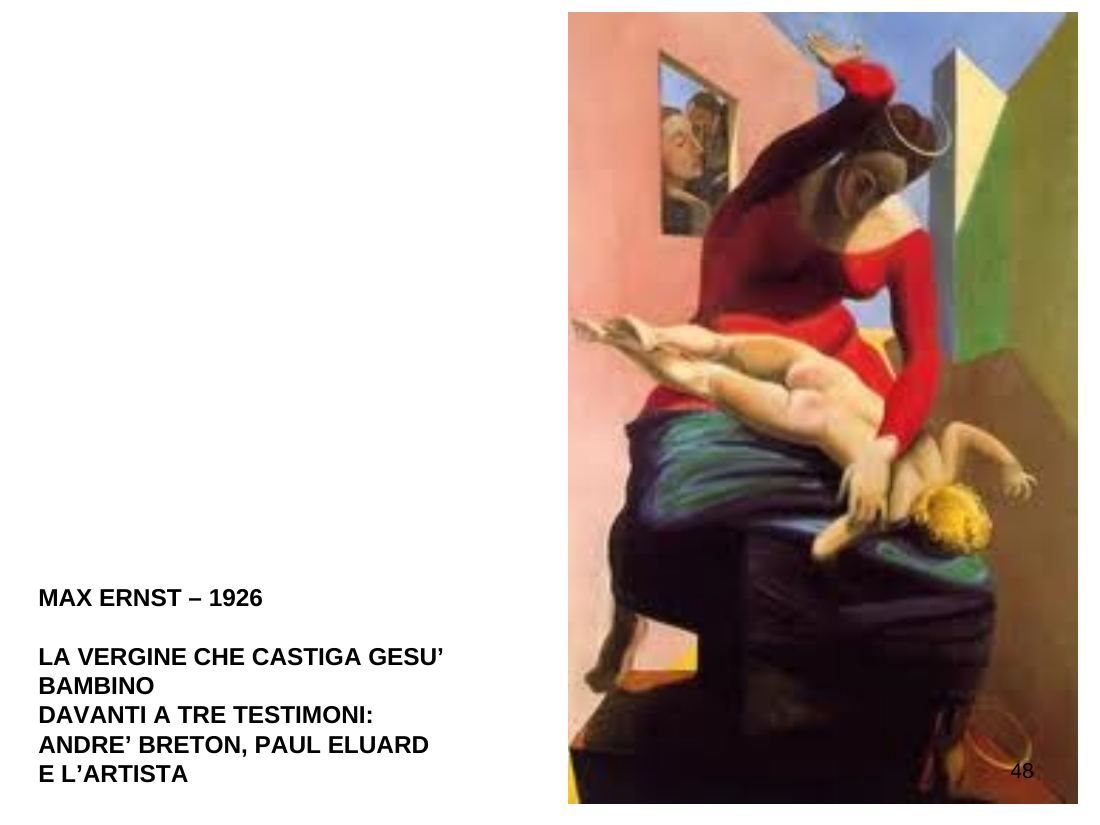 MAX ERNST – 1926
LA VERGINE CHE CASTIGA GESU’
BAMBINO
DAVANTI A TRE TESTIMONI:
ANDRE’ BRETON, PAUL ELUARD
E L’ARTISTA
48